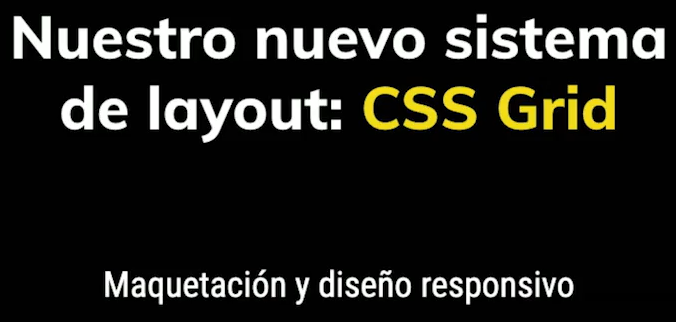 Nuestro nuevo sistema
de layout: CSS Grid
Maquetación y diseño responsivo